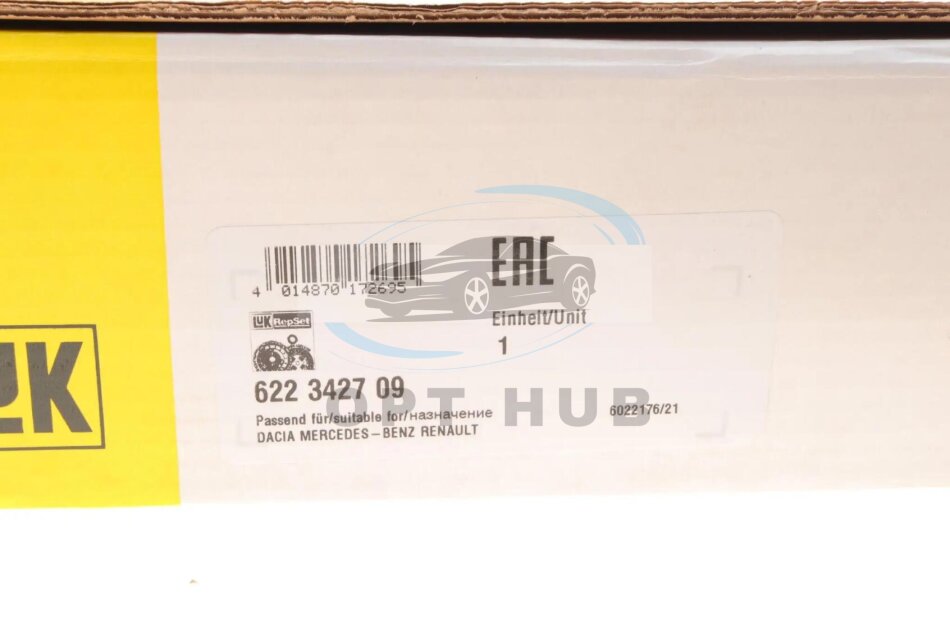 EAC
4 014870 172695
Einheit/Unit
1
LUK RepSet
LUK
622 3427 09
Passend für/suitable for/назначение
6022176/21
DACIA MERCEDES-BENZ RENAULT
OPT HUB